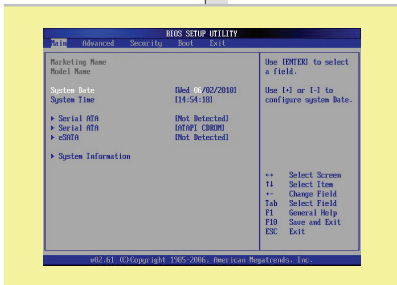 BIOS SETUP UTILITY
Main Advanced Security Boot Exit
Marketing Name
Model Name
System Date [Wed 06/02/2010]
System Time [14:54:18]
▶ Serial ATA [Not Detected]
▶ Serial ATA [ATAPI CDROM]
▶ eSATA [Not Detected]
▶ System Information
Use [ENTER] to select
a field.
Use [+] or [-] to
configure system Date.
↔ Select Screen
↑↓ Select Item
+- Change Field
Tab Select Field
F1 General Help
F10 Save and Exit
ESC Exit
v02.61 (C)Copyright 1985-2006, American Megatrends, Inc.